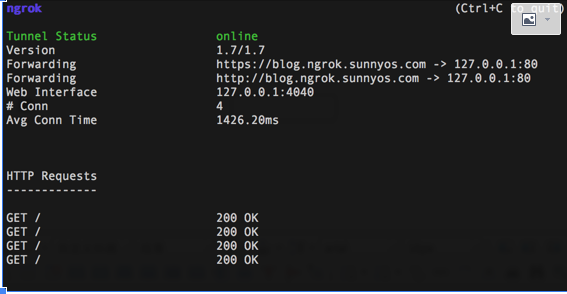 ngrok (Ctrl+C to quit)
Tunnel Status online
Version 1.7/1.7
Forwarding https://blog.ngrok.sunnyos.com -> 127.0.0.1:80
Forwarding http://blog.ngrok.sunnyos.com -> 127.0.0.1:80
Web Interface 127.0.0.1:4040
# Conn 4
Avg Conn Time 1426.20ms
HTTP Requests
-------------
GET / 200 OK
GET / 200 OK
GET / 200 OK
GET / 200 OK